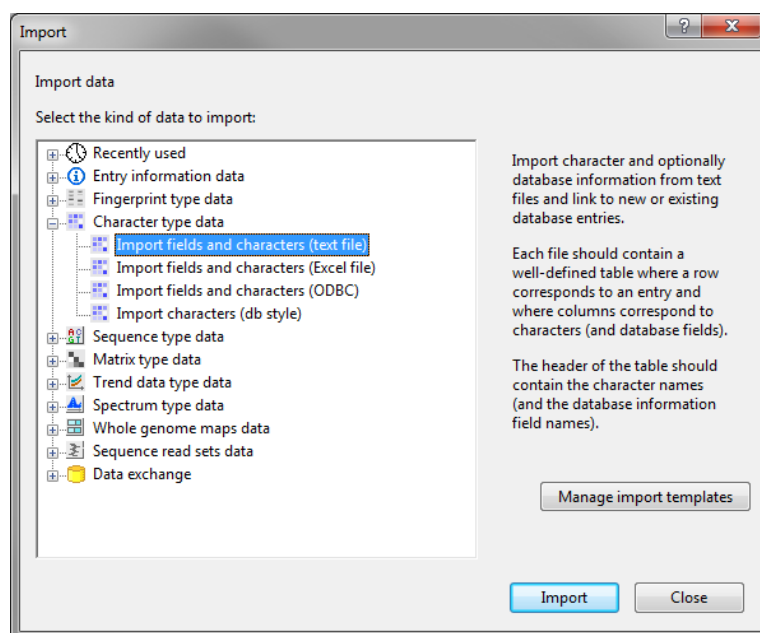 Import
Import data
Select the kind of data to import:
Recently used
Entry information data
Fingerprint type data
Character type data
Import fields and characters (text file)
Import fields and characters (Excel file)
Import fields and characters (ODBC)
Import characters (db style)
Sequence type data
Matrix type data
Trend data type data
Spectrum type data
Whole genome maps data
Sequence read sets data
Data exchange
Import character and optionally
database information from text
files and link to new or existing
database entries.
Each file should contain a
well-defined table where a row
corresponds to an entry and
where columns correspond to
characters (and database fields).
The header of the table should
contain the character names
(and the database information
field names).
Manage import templates
Import
Close